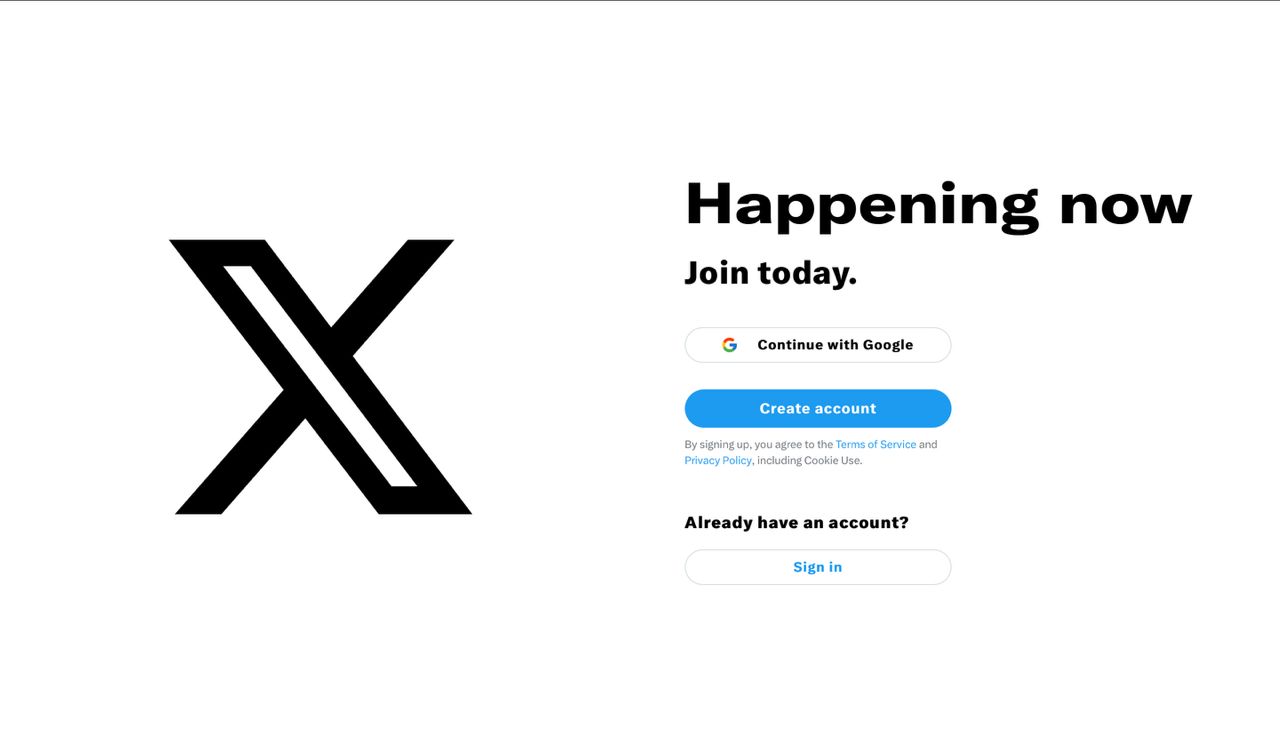 X
Happening now
Join today.
Continue with Google
Create account
By signing up, you agree to the Terms of Service and
Privacy Policy, including Cookie Use.
Already have an account?
Sign in